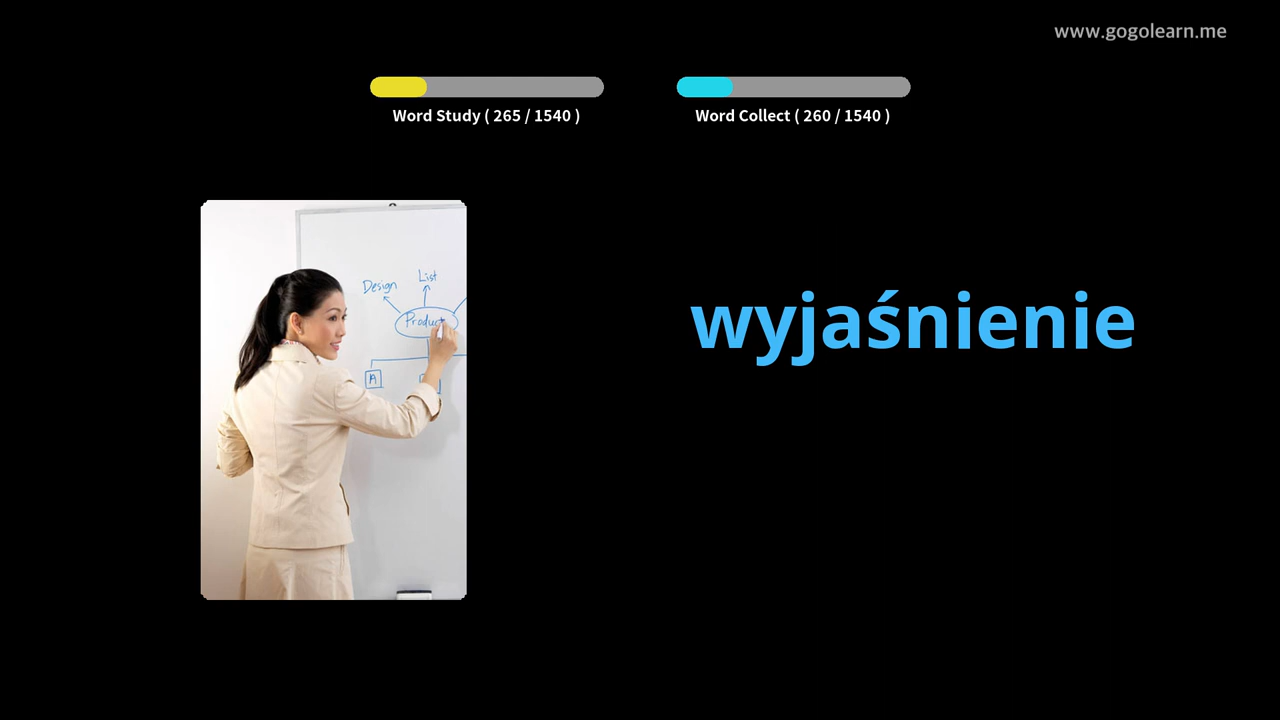 www.gogolearn.me
Word Study ( 265 / 1540 )
Word Collect ( 260 / 1540 )
wyjaśnienie
Design
List
Product
A